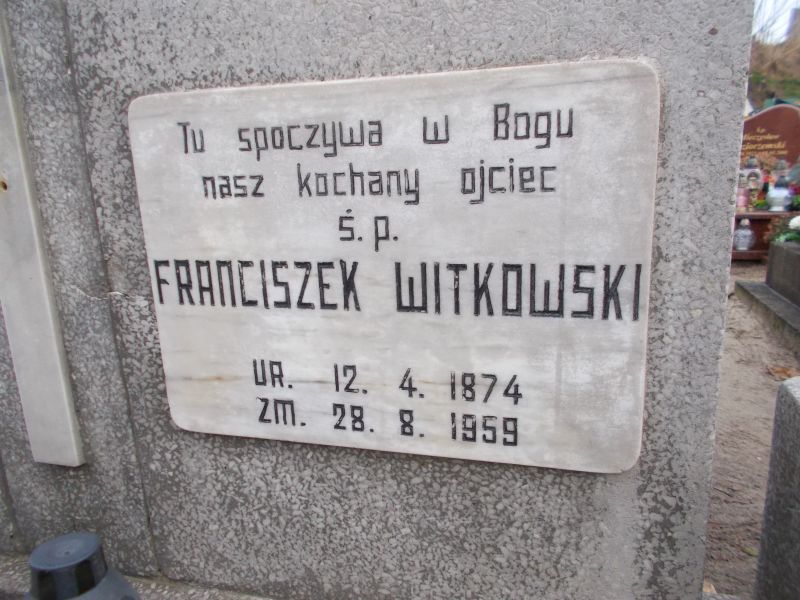 Tu spoczywa w Bogu
nasz kochany ojciec
ś.p.
FRANCISZEK WITKOWSKI
UR. 12. 4. 1874
ZM. 28. 8. 1959